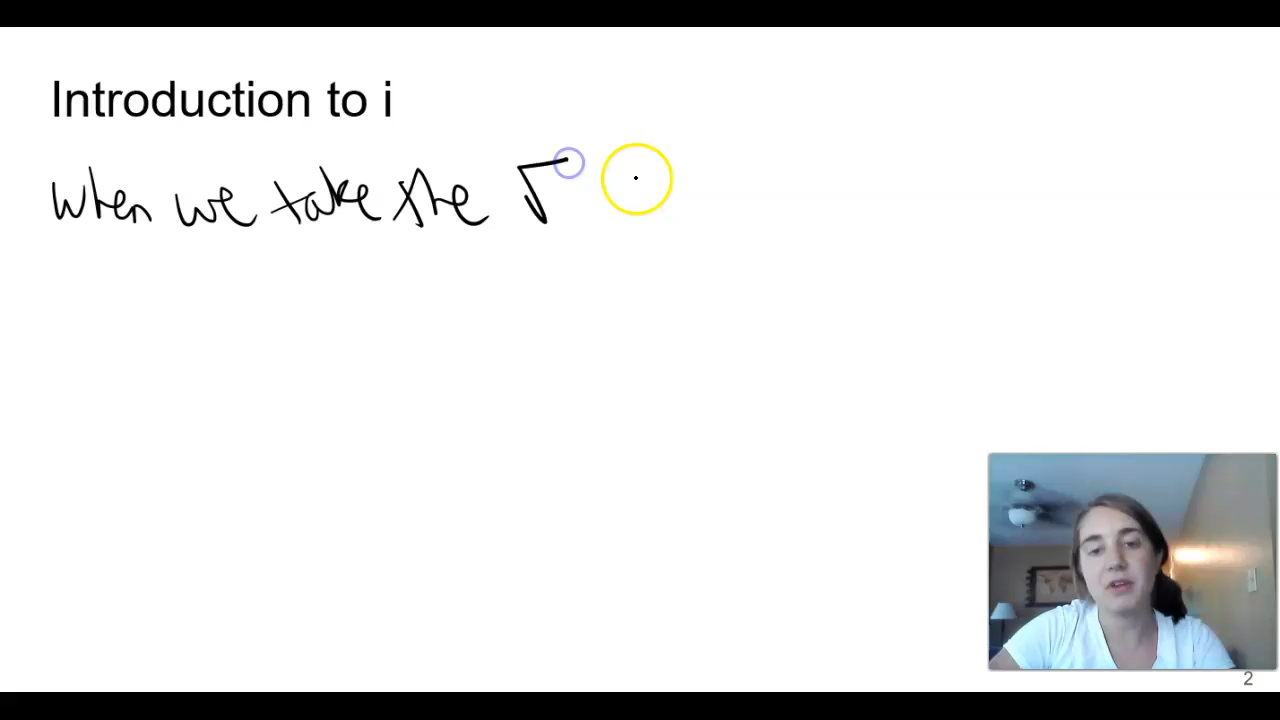 Introduction to i
when we take the √
2